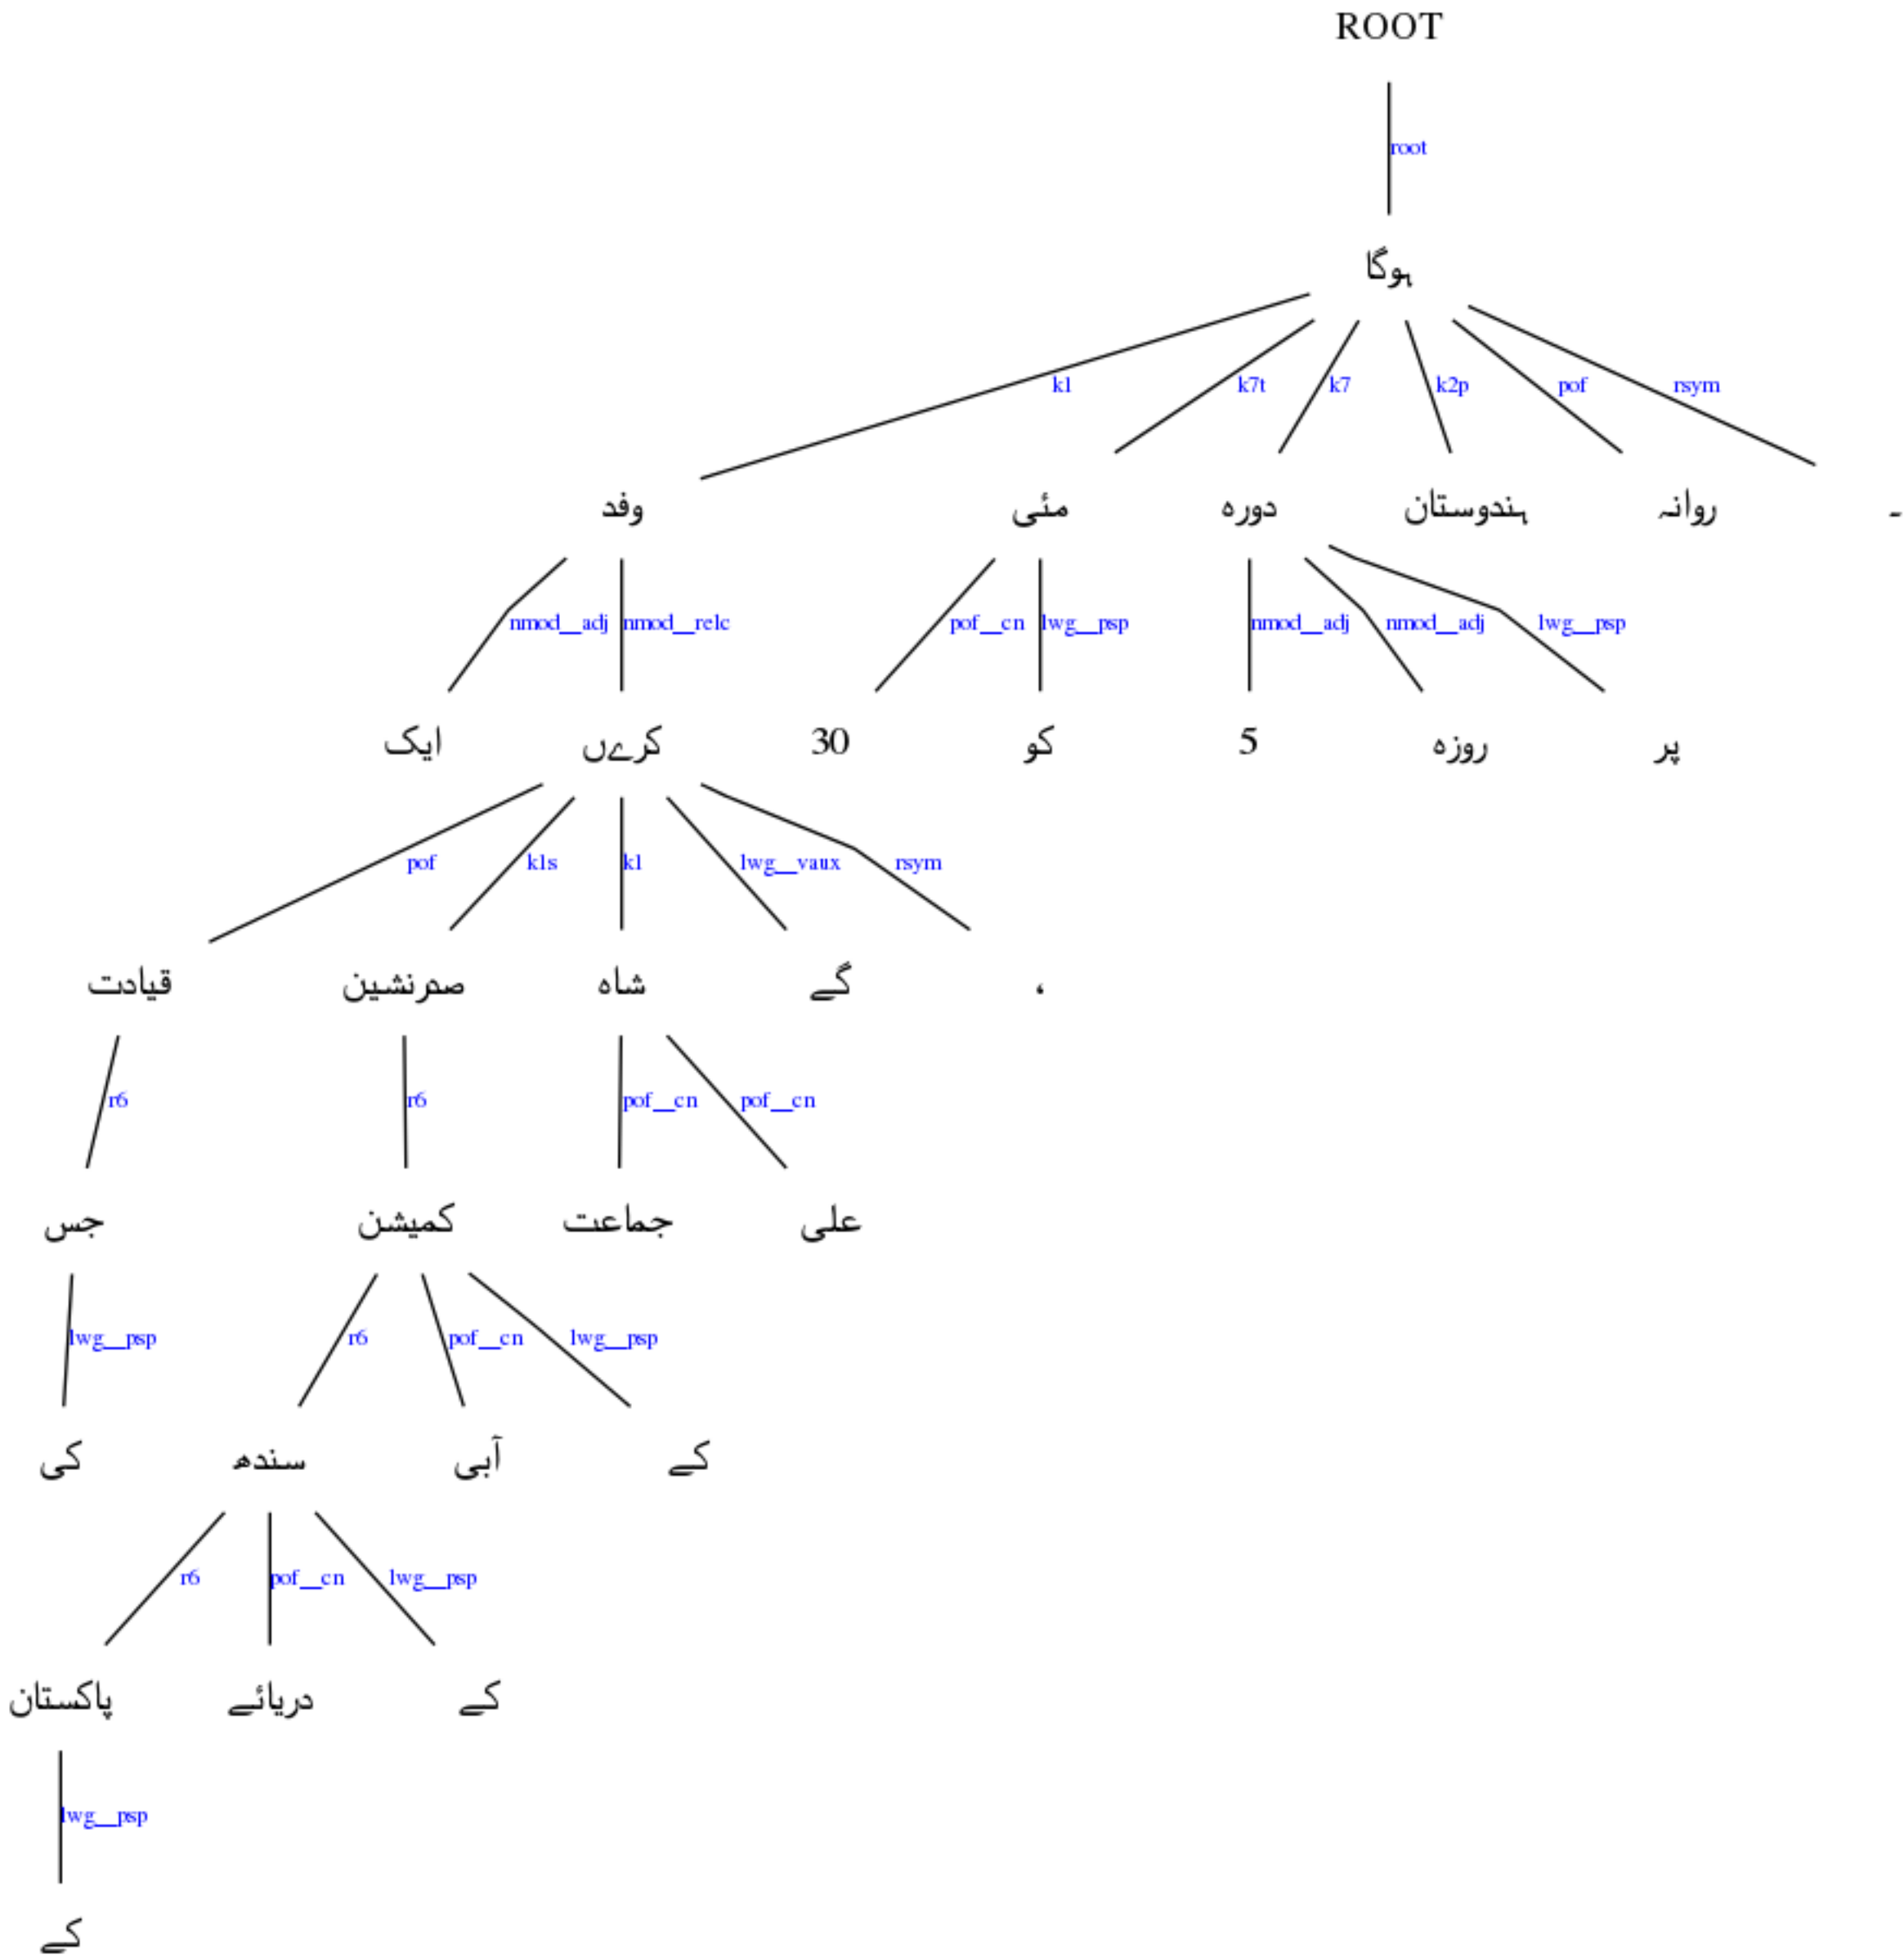 ROOT
root
ہوگا
k1 k7t k7 k2p pof rsym
وفد مئی دورہ ہندوستان روانہ ۔
nmod__adj nmod__relc pof__cn lwg__psp nmod__adj nmod__adj lwg__psp
ایک کرےں 30 کو 5 روزہ پر
pof k1s k1 lwg__vaux rsym
قیادت صدرنشین شاہ گے ،
r6 r6 pof__cn pof__cn
جس کمیشن جماعت علی
lwg__psp r6 pof__cn lwg__psp
کی سندھ آبی کے
r6 pof__cn lwg__psp
پاکستان دریائے کے
lwg__psp
کے